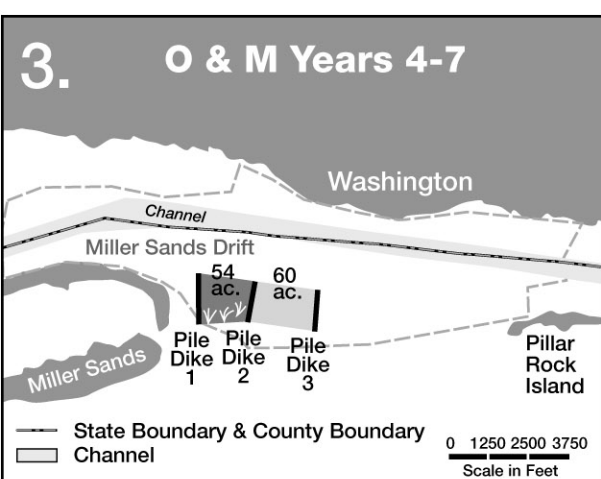 3.
O & M Years 4-7
Washington
Channel
Miller Sands Drift
54
ac.
60
ac.
Pile
Dike
1
Pile
Dike
2
Pile
Dike
3
Miller Sands
Pillar
Rock
Island
State Boundary & County Boundary
Channel
0 1250 2500 3750
Scale in Feet